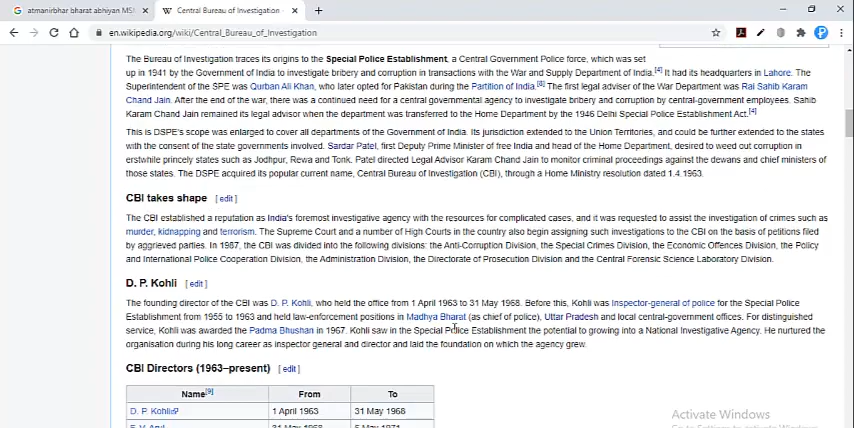 atmanirbhar bharat abhiyan MSM
Central Bureau of Investigation -
en.wikipedia.org/wiki/Central_Bureau_of_Investigation
The Bureau of Investigation traces its origins to the Special Police Establishment, a Central Government Police force, which was set
up in 1941 by the Government of India to investigate bribery and corruption in transactions with the War and Supply Department of India.[4] It had its headquarters in Lahore. The
Superintendent of the SPE was Qurban Ali Khan, who later opted for Pakistan during the Partition of India.[8] The first legal adviser of the War Department was Rai Sahib Karam
Chand Jain. After the end of the war, there was a continued need for a central governmental agency to investigate bribery and corruption by central-government employees. Sahib
Karam Chand Jain remained its legal advisor when the department was transferred to the Home Department by the 1946 Delhi Special Police Establishment Act.[4]
This is DSPE's scope was enlarged to cover all departments of the Government of India. Its jurisdiction extended to the Union Territories, and could be further extended to the states
with the consent of the state governments involved. Sardar Patel, first Deputy Prime Minister of free India and head of the Home Department, desired to weed out corruption in
erstwhile princely states such as Jodhpur, Rewa and Tonk. Patel directed Legal Advisor Karam Chand Jain to monitor criminal proceedings against the dewans and chief ministers of
those states. The DSPE acquired its popular current name, Central Bureau of Investigation (CBI), through a Home Ministry resolution dated 1.4.1963.
CBI takes shape [ edit ]
The CBI established a reputation as India's foremost investigative agency with the resources for complicated cases, and it was requested to assist the investigation of crimes such as
murder, kidnapping and terrorism. The Supreme Court and a number of High Courts in the country also begin assigning such investigations to the CBI on the basis of petitions filed
by aggrieved parties. In 1987, the CBI was divided into the following divisions: the Anti-Corruption Division, the Special Crimes Division, the Economic Offences Division, the Policy
and International Police Cooperation Division, the Administration Division, the Directorate of Prosecution Division and the Central Forensic Science Laboratory Division.
D. P. Kohli [ edit ]
The founding director of the CBI was D. P. Kohli, who held the office from 1 April 1963 to 31 May 1968. Before this, Kohli was Inspector-general of police for the Special Police
Establishment from 1955 to 1963 and held law-enforcement positions in Madhya Bharat (as chief of police), Uttar Pradesh and local central-government offices. For distinguished
service, Kohli was awarded the Padma Bhushan in 1967. Kohli saw in the Special Police Establishment the potential to growing into a National Investigative Agency. He nurtured the
organisation during his long career as inspector general and director and laid the foundation on which the agency grew.
CBI Directors (1963–present) [ edit ]
Name[9] From To
D. P. Kohli 1 April 1963 31 May 1968
Activate Windows